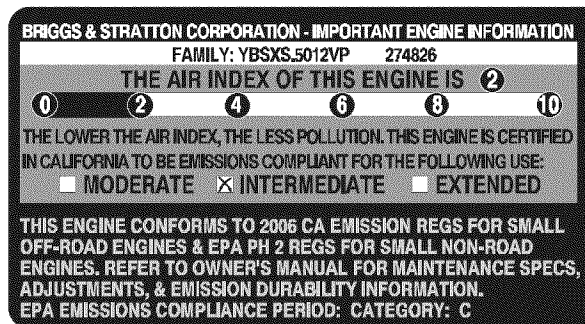 BRIGGS & STRATTON CORPORATION - IMPORTANT ENGINE INFORMATION
FAMILY: YBSXS.5012VP 274826
THE AIR INDEX OF THIS ENGINE IS 2
0 2 4 6 8 10
THE LOWER THE AIR INDEX, THE LESS POLLUTION. THIS ENGINE IS CERTIFIED
IN CALIFORNIA TO BE EMISSIONS COMPLIANT FOR THE FOLLOWING USE:
MODERATE INTERMEDIATE EXTENDED
THIS ENGINE CONFORMS TO 2006 CA EMISSION REGS FOR SMALL
OFF-ROAD ENGINES & EPA PH 2 REGS FOR SMALL NON-ROAD
ENGINES. REFER TO OWNER'S MANUAL FOR MAINTENANCE SPECS,
ADJUSTMENTS, & EMISSION DURABILITY INFORMATION.
EPA EMISSIONS COMPLIANCE PERIOD: CATEGORY: C